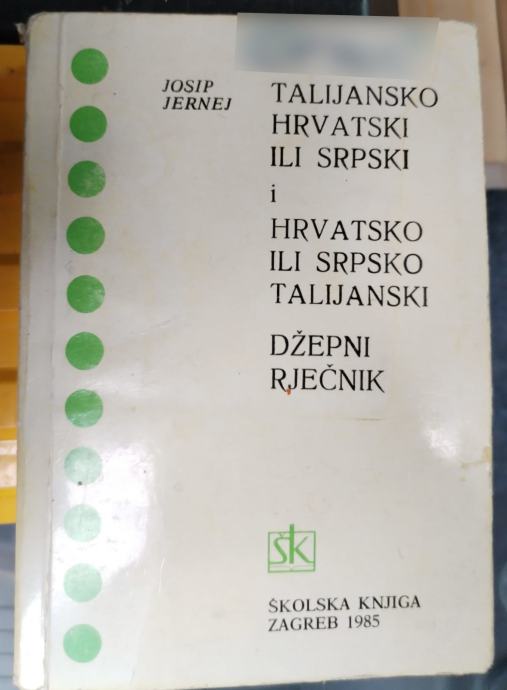 JOSIP
JERNEJ
TALIJANSKO
HRVATSKI
ILI SRPSKI
i
HRVATSKO
ILI SRPSKO
TALIJANSKI
DŽEPNI
RJEČNIK
šk
ŠKOLSKA KNJIGA
ZAGREB 1985